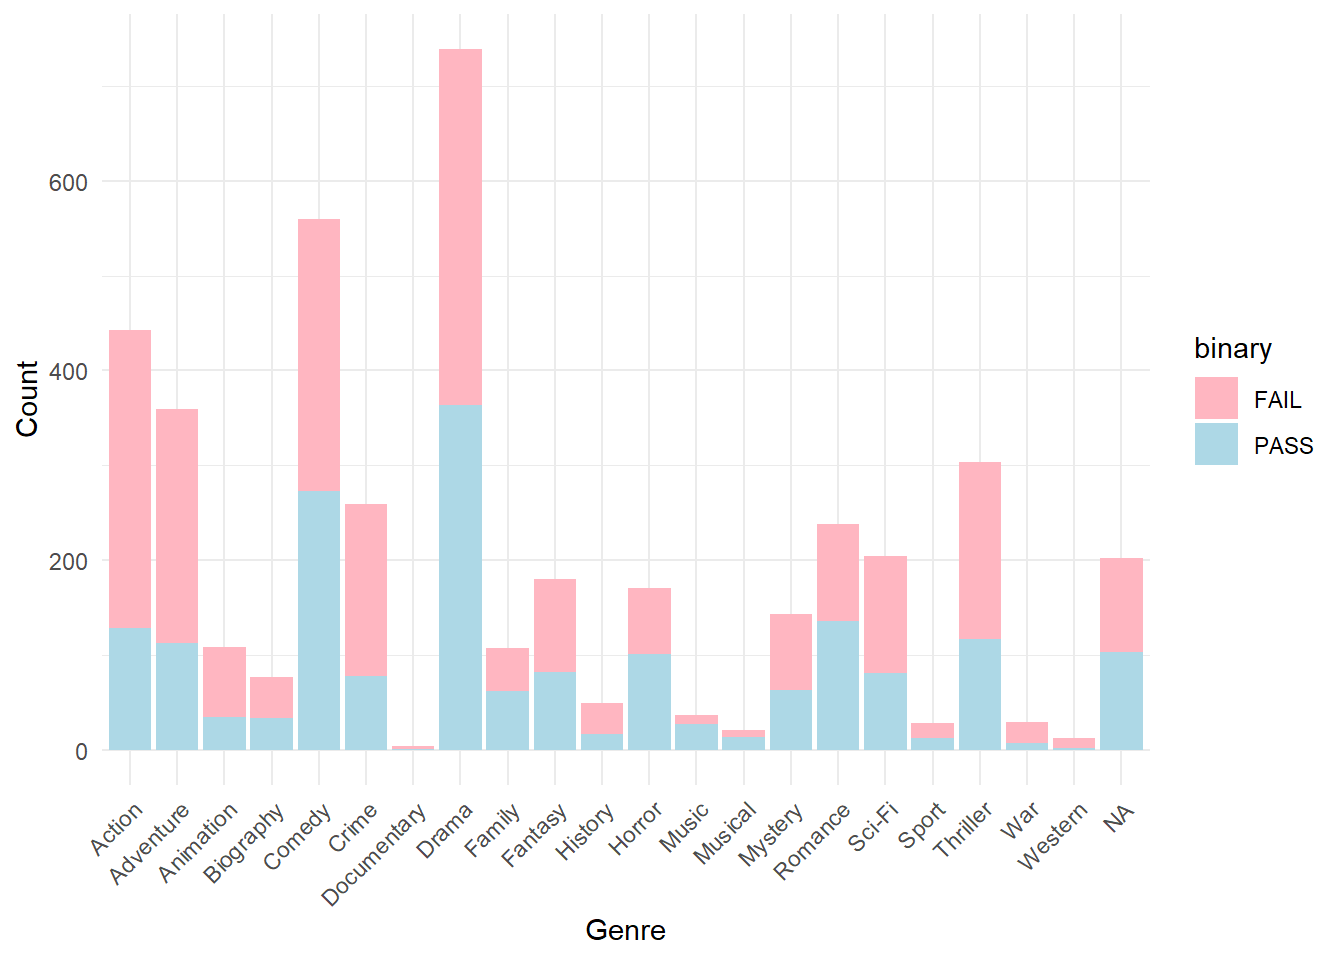 600
400
200
0
Count
Action
Adventure
Animation
Biography
Comedy
Crime
Documentary
Drama
Family
Fantasy
History
Horror
Music
Musical
Mystery
Romance
Sci-Fi
Sport
Thriller
War
Western
NA
Genre
binary
FAIL
PASS